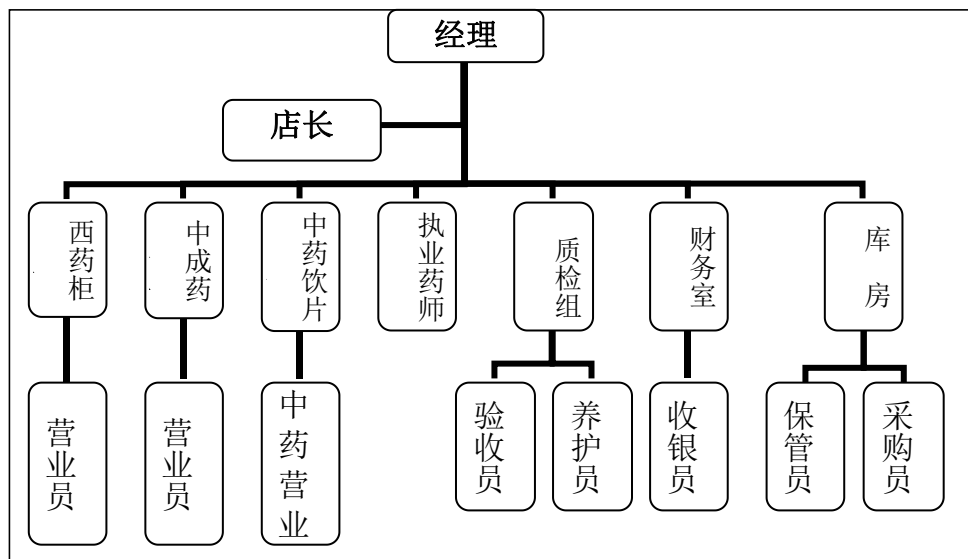 经理
店长
西药柜
中成药
中药饮片
执业药师
质检组
财务室
库 房
营业员
营业员
中药营业
验收员
养护员
收银员
保管员
采购员